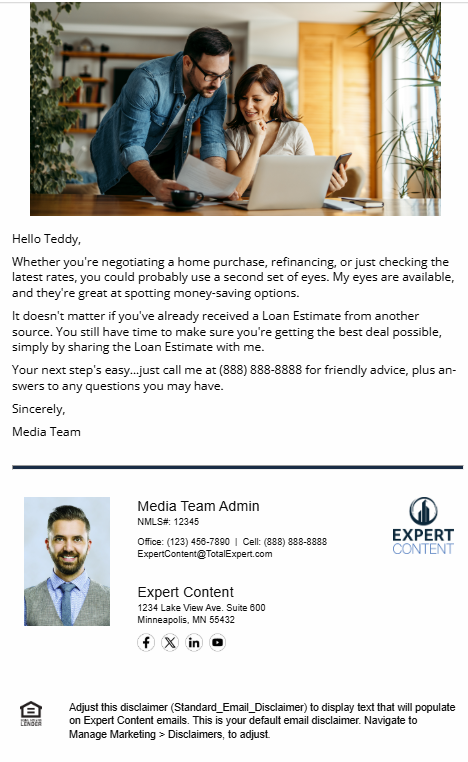 Hello Teddy,
Whether you're negotiating a home purchase, refinancing, or just checking the
latest rates, you could probably use a second set of eyes. My eyes are available,
and they're great at spotting money-saving options.
It doesn't matter if you've already received a Loan Estimate from another
source. You still have time to make sure you're getting the best deal possible,
simply by sharing the Loan Estimate with me.
Your next step's easy...just call me at (888) 888-8888 for friendly advice, plus an-
swers to any questions you may have.
Sincerely,
Media Team
Media Team Admin
NMLS#: 12345
Office: (123) 456-7890 | Cell: (888) 888-8888
ExpertContent@TotalExpert.com
EXPERT
CONTENT
Expert Content
1234 Lake View Ave. Suite 600
Minneapolis, MN 55432
f X in
Adjust this disclaimer (Standard_Email_Disclaimer) to display text that will populate
on Expert Content emails. This is your default email disclaimer. Navigate to
Manage Marketing > Disclaimers, to adjust.
LENDER